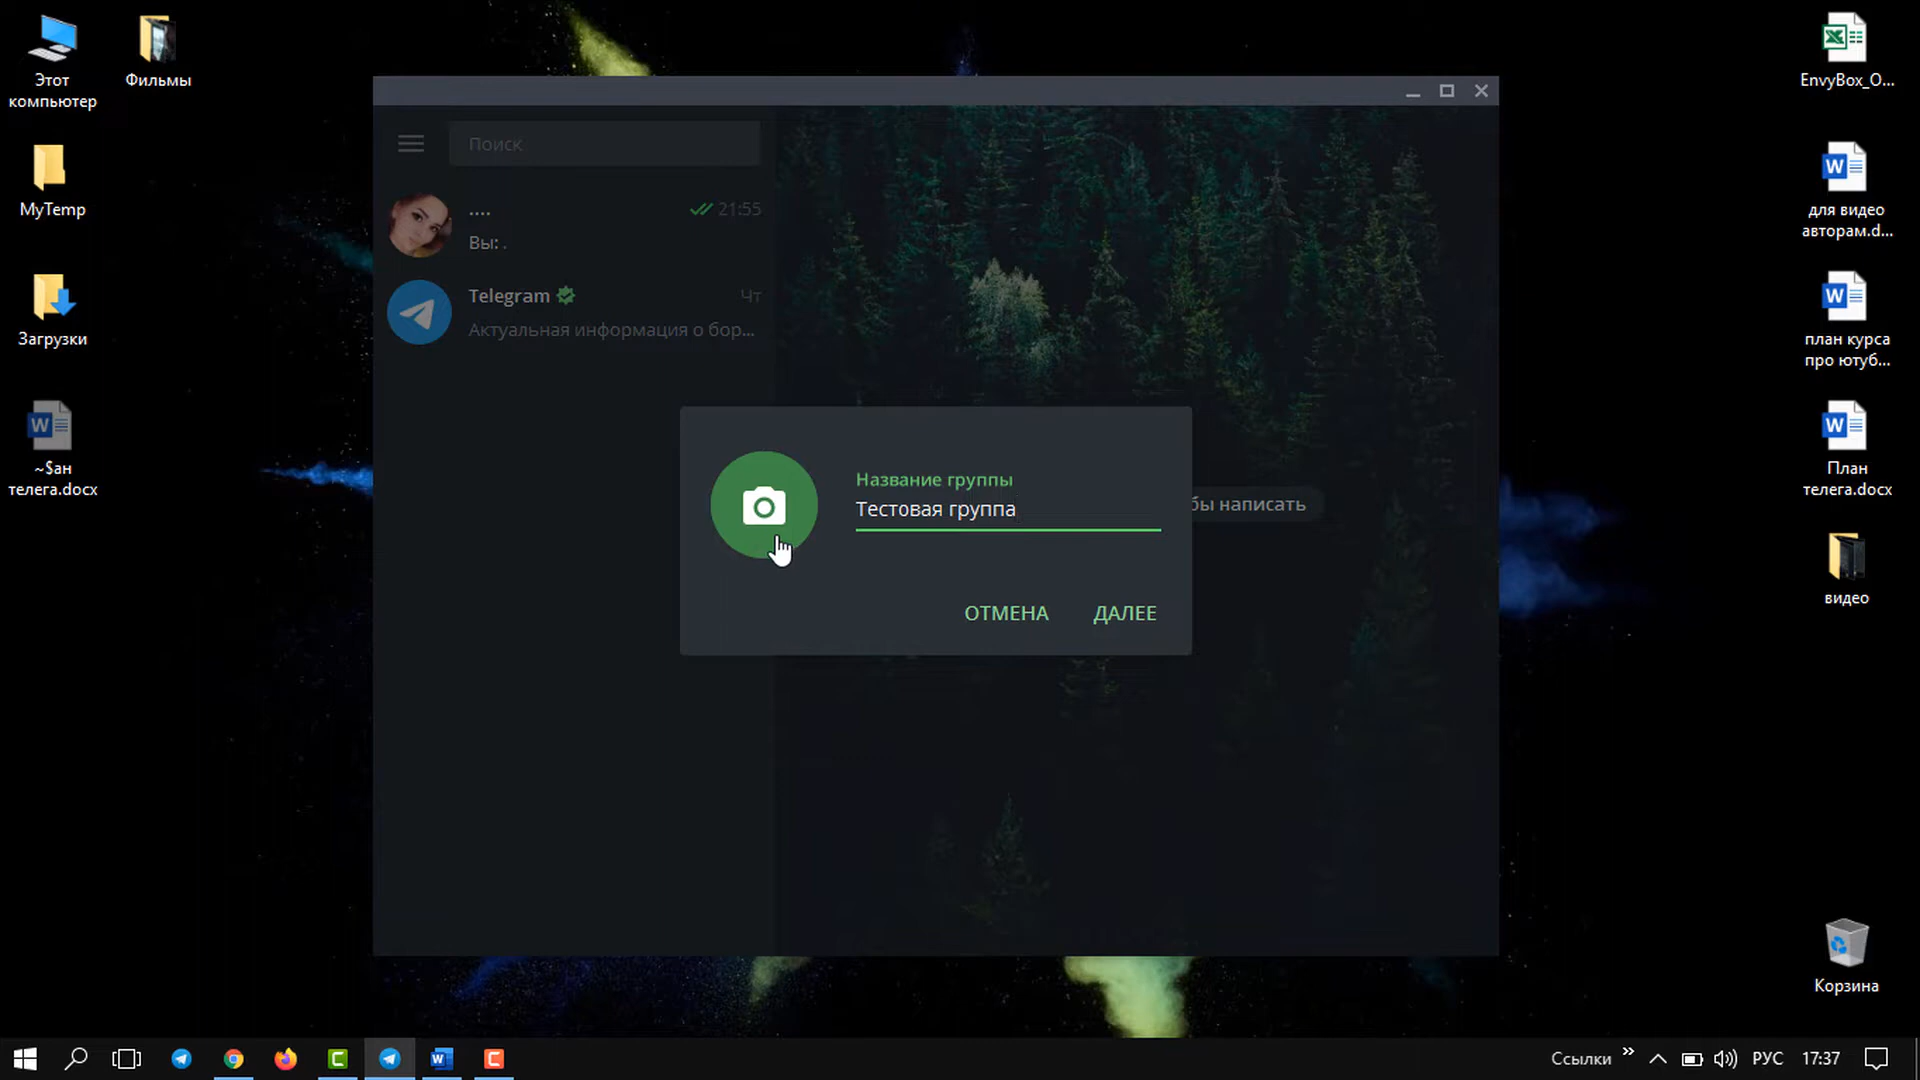 Этот
компьютер
Фильмы
MyTemp
Загрузки
~$ан
телега.docx
Поиск
....
21:55
Вы: .
Telegram
Чт
Актуальная информация о бор...
Название группы
Тестовая группа
ОТМЕНА
ДАЛЕЕ
бы написать
EnvyBox_O...
для видео
авторам.d...
план курса
про ютуб...
План
телега.docx
видео
Корзина
Ссылки
РУС
17:37